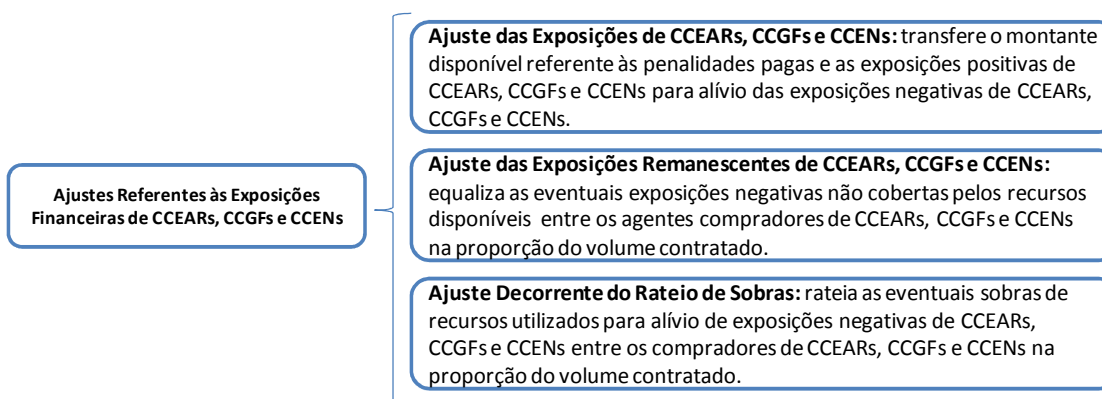 Ajustes Referentes às Exposições
Financeiras de CCEARs, CCGFs e CCENs
Ajuste das Exposições de CCEARs, CCGFs e CCENs: transfere o montante
disponível referente às penalidades pagas e as exposições positivas de
CCEARs, CCGFs e CCENs para alívio das exposições negativas de CCEARs,
CCGFs e CCENs.
Ajuste das Exposições Remanescentes de CCEARs, CCGFs e CCENs:
equaliza as eventuais exposições negativas não cobertas pelos recursos
disponíveis entre os agentes compradores de CCEARs, CCGFs e CCENs
na proporção do volume contratado.
Ajuste Decorrente do Rateio de Sobras: rateia as eventuais sobras de
recursos utilizados para alívio de exposições negativas de CCEARs,
CCGFs e CCENs entre os compradores de CCEARs, CCGFs e CCENs na
proporção do volume contratado.